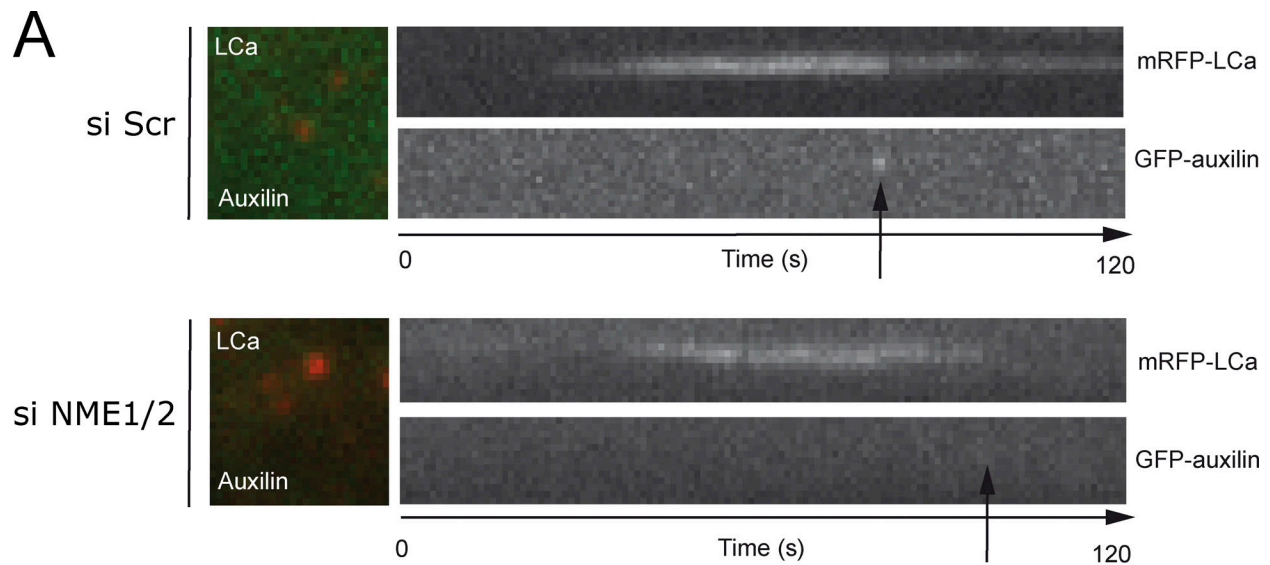 A
si Scr
LCa
Auxilin
mRFP-LCa
GFP-auxilin
0
Time (s)
120
si NME1/2
LCa
Auxilin
mRFP-LCa
GFP-auxilin
0
Time (s)
120